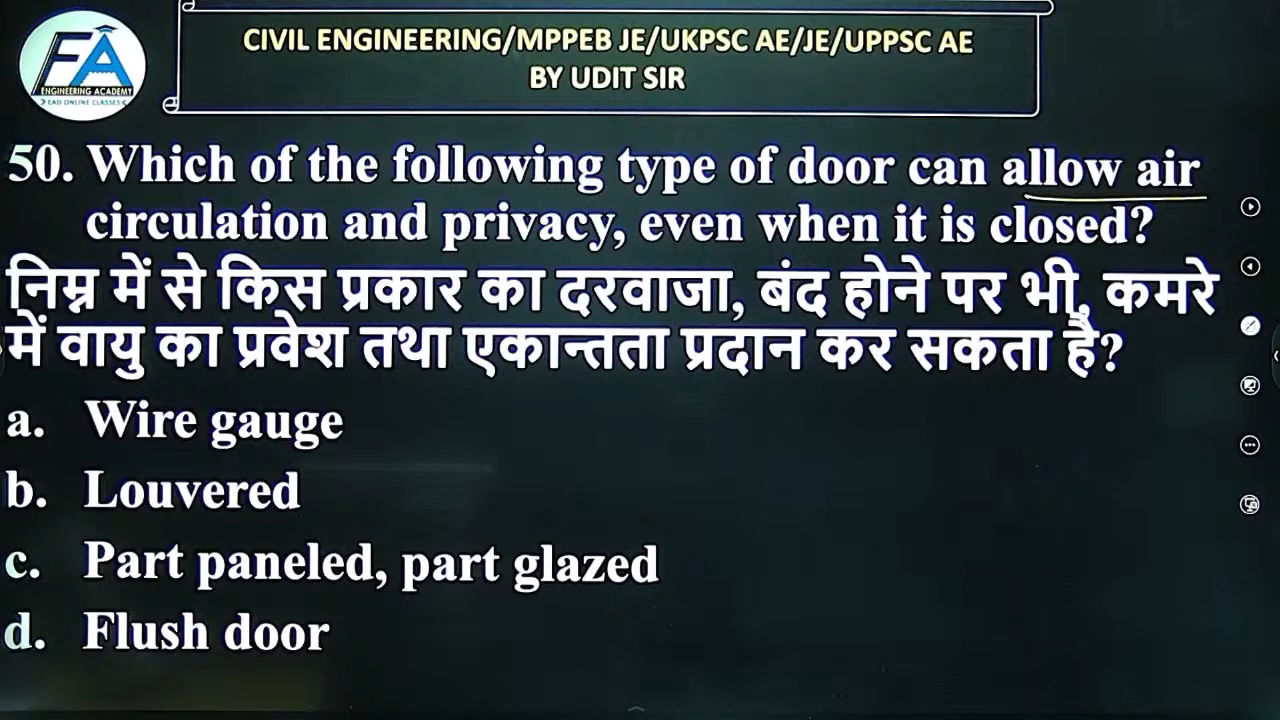 CIVIL ENGINEERING/MPPEB JE/UKPSC AE/JE/UPPSC AE
BY UDIT SIR
EA
ENGINEERING ACADEMY
EAD ONLINE CLASSES
50. Which of the following type of door can allow air
circulation and privacy, even when it is closed?
निम्न में से किस प्रकार का दरवाजा, बंद होने पर भी, कमरे
में वायु का प्रवेश तथा एकान्तता प्रदान कर सकता है?
a. Wire gauge
b. Louvered
c. Part paneled, part glazed
d. Flush door